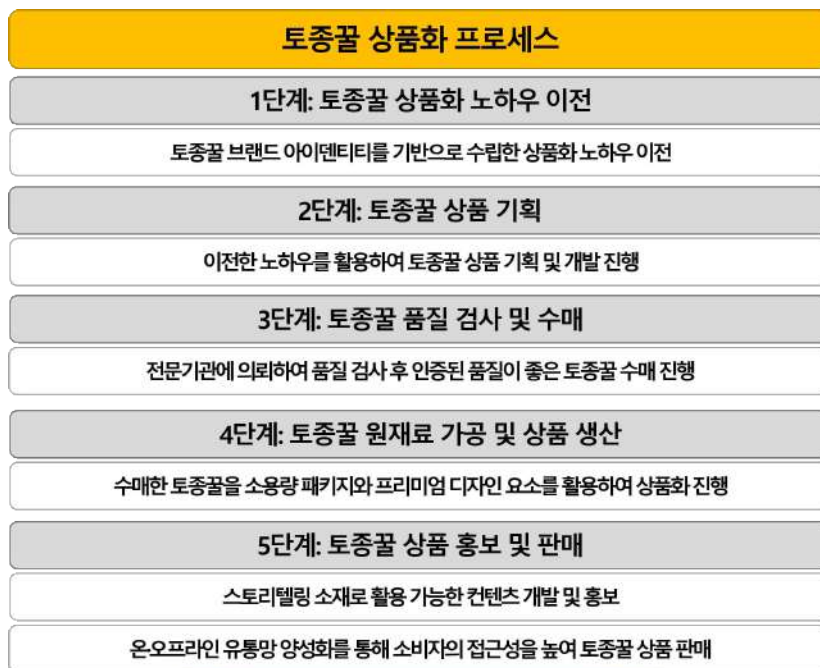 토종꿀 상품화 프로세스
1단계: 토종꿀 상품화 노하우 이전
토종꿀 브랜드 아이덴티티를 기반으로 수립한 상품화 노하우 이전
2단계: 토종꿀 상품 기획
이전한 노하우를 활용하여 토종꿀 상품 기획 및 개발 진행
3단계: 토종꿀 품질 검사 및 수매
전문기관에 의뢰하여 품질 검사 후 인증된 품질이 좋은 토종꿀 수매 진행
4단계: 토종꿀 원재료 가공 및 상품 생산
수매한 토종꿀을 소용량 패키지와 프리미엄 디자인 요소를 활용하여 상품화 진행
5단계: 토종꿀 상품 홍보 및 판매
스토리텔링 소재로 활용 가능한 컨텐츠 개발 및 홍보
온·오프라인 유통망 양성화를 통해 소비자의 접근성을 높여 토종꿀 상품 판매